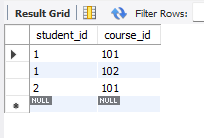 Result Grid Filter Rows:
student_id course_id
1 101
1 102
2 101
NULL NULL